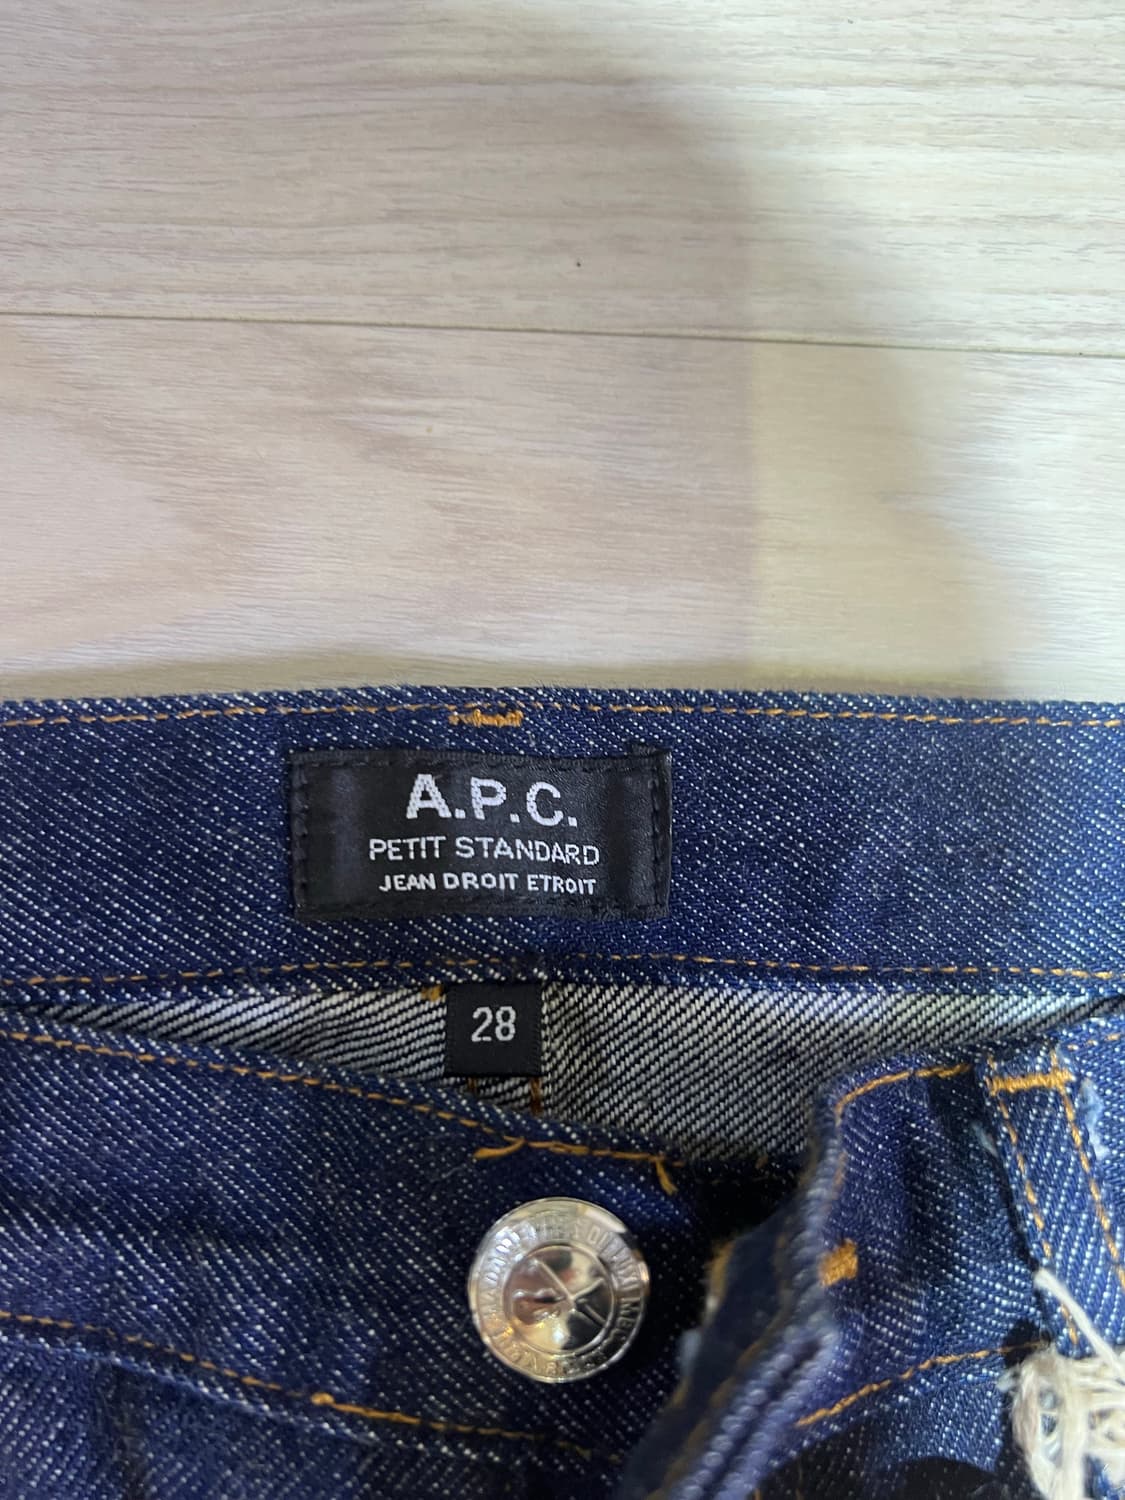 A.P.C.
PETIT STANDARD
JEAN DROIT ETROIT
28